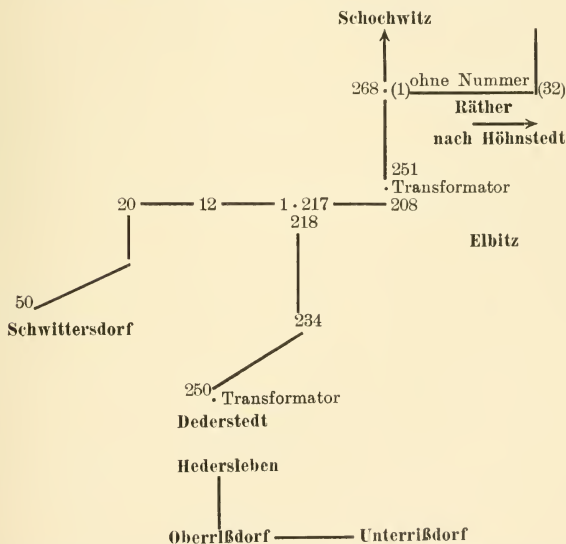 Schochwitz
268 · (1) ohne Nummer (32)
Räther
nach Höhnstedt
251
· Transformator
20 12 1 · 217 208
218
Elbitz
50
Schwittersdorf
234
250
· Transformator
Dederstedt
Hedersleben
Oberrißdorf Unterrißdorf